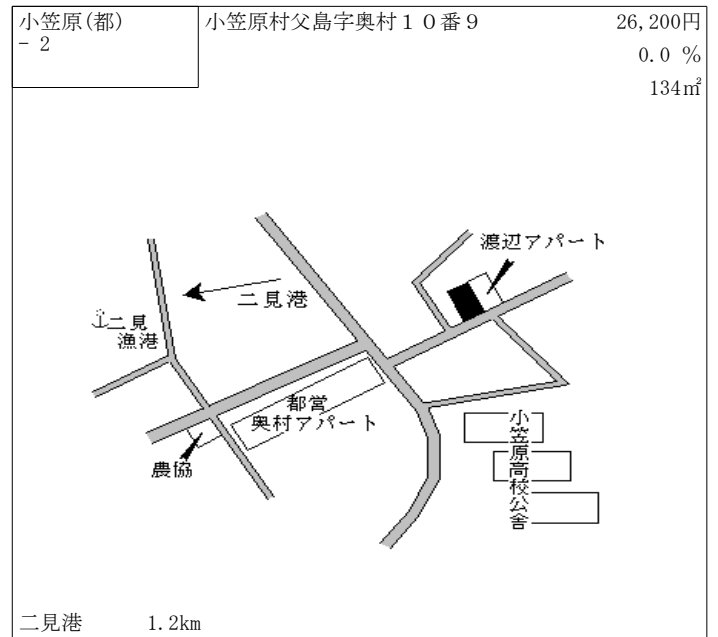 小笠原(都)
- 2
小笠原村父島字奥村１０番９
26,200円
0.0 %
134㎡
渡辺アパート
二見港
二見
漁港
都営
奥村アパート
農協
小笠原高校公舎
二見港 1.2km